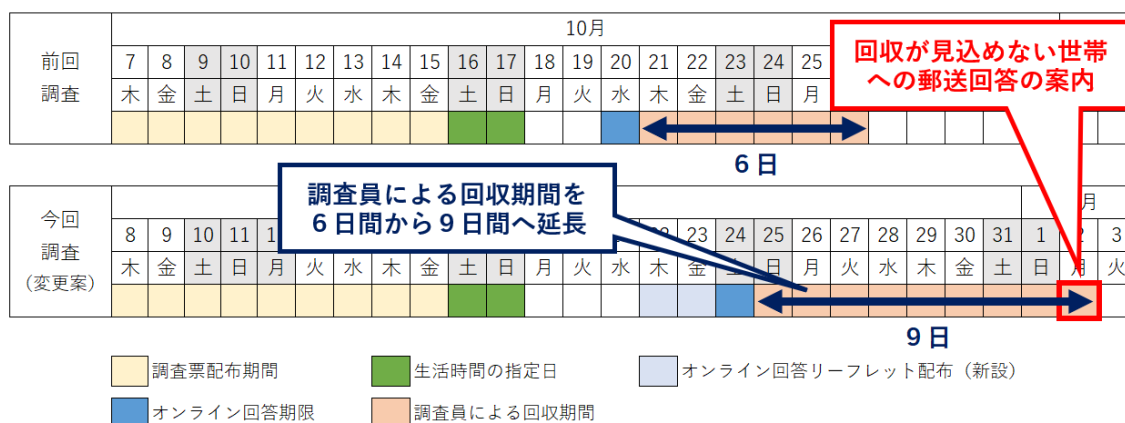 10月
前回
調査
7 8 9 10 11 12 13 14 15 16 17 18 19 20 21 22 23 24 25
木 金 土 日 月 火 水 木 金 土 日 月 火 水 木 金 土 日 月
回収が見込めない世帯
への郵送回答の案内
6日
今回
調査
(変更案)
調査員による回収期間を
6日間から9日間へ延長
月
8 9 10 11 1 23 24 25 26 27 28 29 30 31 1 3
木 金 土 日 月 火 水 木 金 土 日 月 火 水 木 金 土 日 月 火 水 木 金 土 日 月 火
9日
調査票配布期間
生活時間の指定日
オンライン回答リーフレット配布（新設）
オンライン回答期限
調査員による回収期間